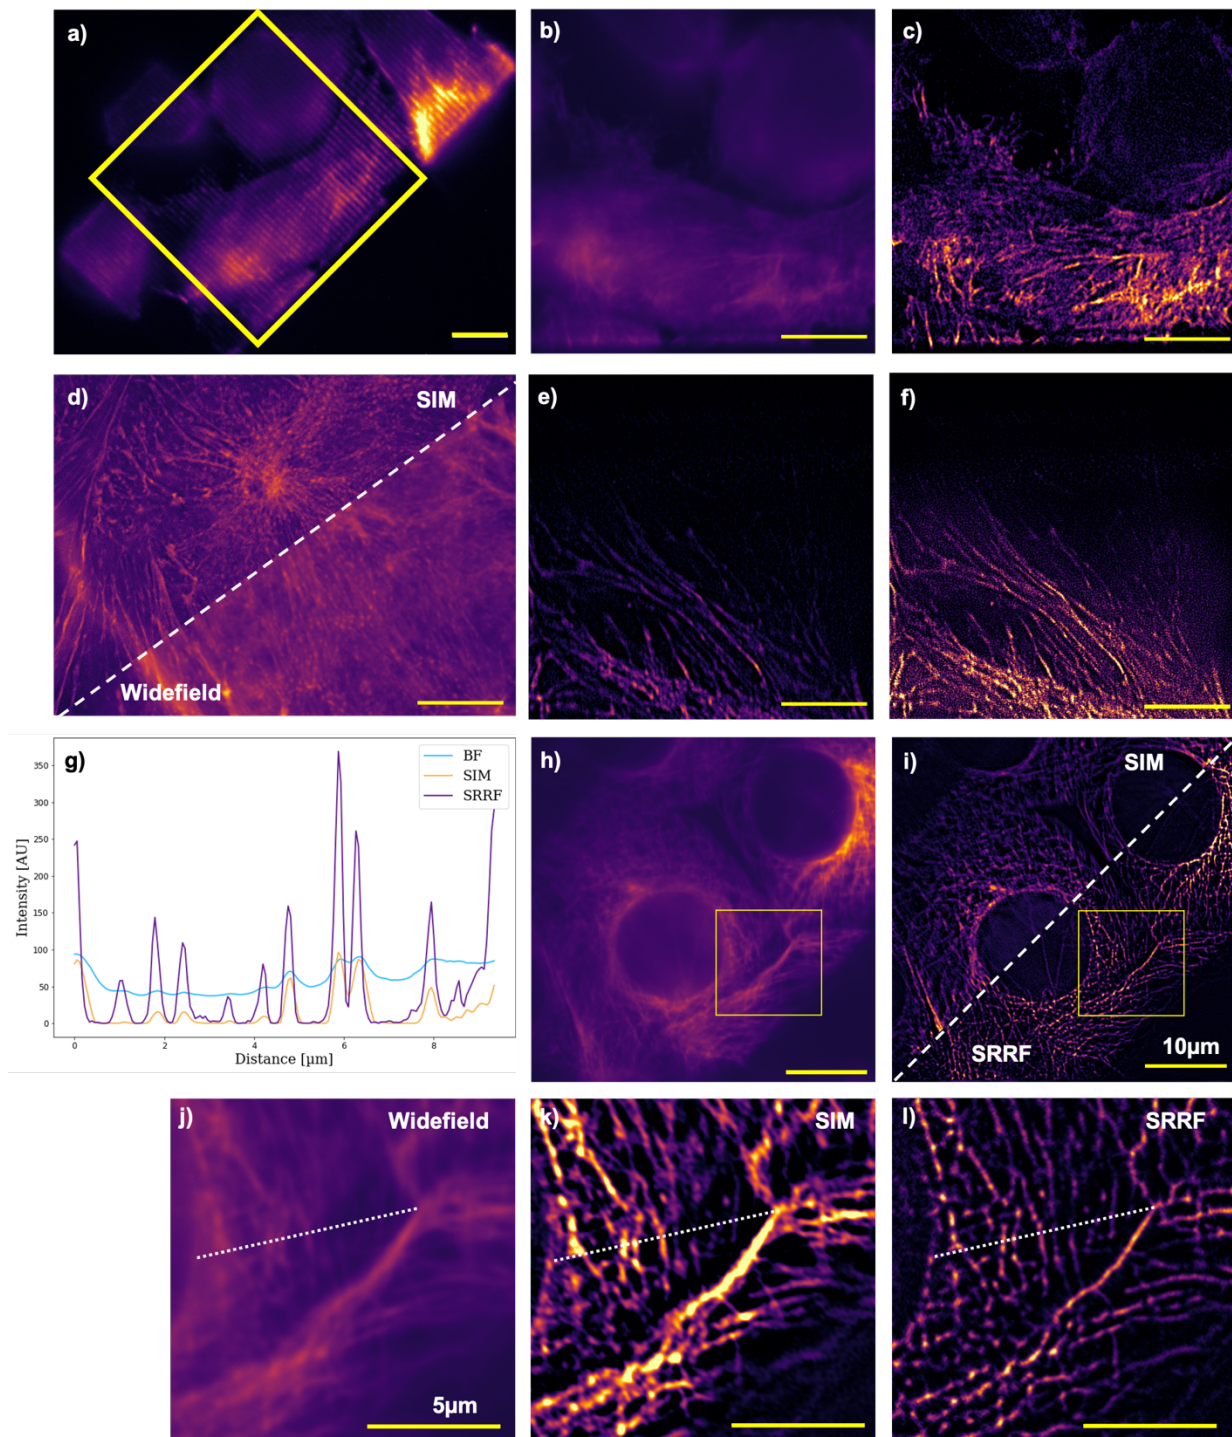 a)
b)
c)
d)
SIM
Widefield
e)
f)
g)
BF
SIM
SRRF
350
300
250
200
150
100
50
0
Intensity [AU]
0
2
4
6
8
Distance [µm]
h)
i)
SIM
SRRF
10µm
j)
Widefield
5µm
k)
SIM
l)
SRRF